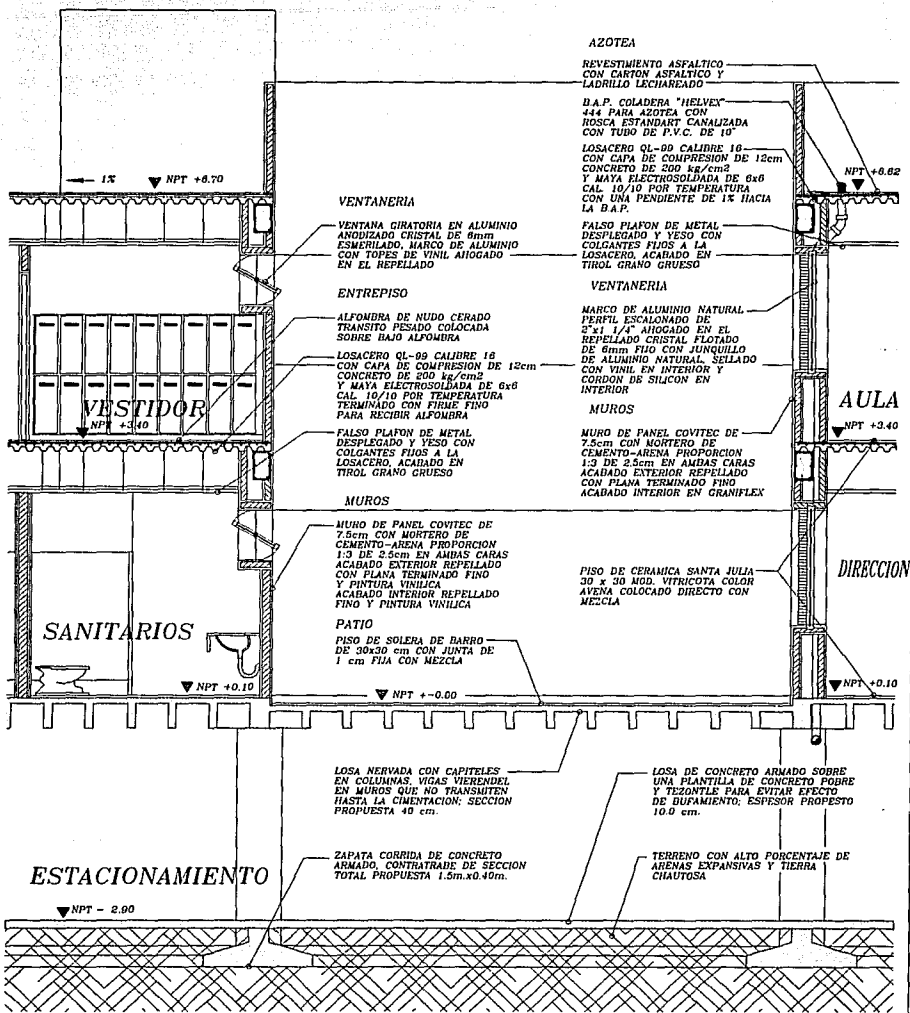 AZOTEA
REVESTIMIENTO ASFALTICO
CON CARTON ASFALTICO Y
LADRILLO LECHAREADO
B.A.P. COLADERA "HELVEX"
444 PARA AZOTEA CON
ROSCA ESTANDART CANALIZADA
CON TUBO DE P.V.C. DE 10"
LOSACERO QL-99 CALIBRE 16
CON CAPA DE COMPRESION DE 12cm
CONCRETO DE 200 kg/cm2
Y MAYA ELECTROSOLDADA DE 6x6
CAL. 10/10 POR TEMPERATURA
CON UNA PENDIENTE DE 1% HACIA
LA B.A.P.
FALSO PLAFON DE METAL
DESPLEGADO Y YESO CON
COLGANTES FIJOS A LA
LOSACERO, ACABADO EN
TIROL GRANO GRUESO
VENTANERIA
MARCO DE ALUMINIO NATURAL
PERFIL ESCALONADO DE
2"x1 1/4" AHOGADO EN EL
REPELLADO CRISTAL FLOTADO
DE 6mm FIJO CON JUNQUILLO
DE ALUMINIO NATURAL, SELLADO
CON VINIL EN INTERIOR Y
CORDON DE SILICON EN
INTERIOR
MUROS
MURO DE PANEL COVITEC DE
7.5cm CON MORTERO DE
CEMENTO-ARENA PROPORCION
1:3 DE 2.5cm EN AMBAS CARAS
ACABADO EXTERIOR REPELLADO
CON PLANA TERMINADO FINO
ACABADO INTERIOR EN GRANIFLEX
PISO DE CERAMICA SANTA JULIA
30 x 30 MOD. VITRICOTA COLOR
AVENA COLOCADO DIRECTO CON
MEZCLA
1%
NPT +6.70
+6.62
NPT
VENTANERIA
VENTANA GIRATORIA EN ALUMINIO
ANODIZADO CRISTAL DE 6mm
ESMERILADO, MARCO DE ALUMINIO
CON TOPES DE VINIL AHOGADO
EN EL REPELLADO
ENTREPISO
ALFOMBRA DE NUDO CERADO
TRANSITO PESADO COLOCADA
SOBRE BAJO ALFOMBRA
LOSACERO QL-99 CALIBRE 16
CON CAPA DE COMPRESION DE 12cm
CONCRETO DE 200 kg/cm2
Y MAYA ELECTROSOLDADA DE 6x6
CAL. 10/10 POR TEMPERATURA
TERMINADO CON FIRME FINO
PARA RECIBIR ALFOMBRA
FALSO PLAFON DE METAL
DESPLEGADO Y YESO CON
COLGANTES FIJOS A LA
LOSACERO, ACABADO EN
TIROL GRANO GRUESO
MUROS
MURO DE PANEL COVITEC DE
7.5cm CON MORTERO DE
CEMENTO-ARENA PROPORCION
1:3 DE 2.5cm EN AMBAS CARAS
ACABADO EXTERIOR REPELLADO
CON PLANA TERMINADO FINO
Y PINTURA VINILICA
ACABADO INTERIOR REPELLADO
FINO Y PINTURA VINILICA
PATIO
PISO DE SOLERA DE BARRO
DE 30x30 cm CON JUNTA DE
1 cm FIJA CON MEZCLA
VESTIDOR
NPT +3.40
AULA
NPT +3.40
SANITARIOS
NPT +0.10
NPT +-0.00
DIRECCION
NPT +0.10
LOSA NERVADA CON CAPITELES
EN COLUMNAS, VIGAS VIERENDEL
EN MUROS QUE NO TRANSMITEN
HASTA LA CIMENTACION; SECCION
PROPUESTA 40 cm.
LOSA DE CONCRETO ARMADO SOBRE
UNA PLANTILLA DE CONCRETO POBRE
Y TEZONTLE PARA EVITAR EFECTO
DE BUFAMIENTO; ESPESOR PROPESTO
10.0 cm.
ZAPATA CORRIDA DE CONCRETO
ARMADO, CONTRATRABE DE SECCION
TOTAL PROPUESTA 1.5m.x0.40m.
TERRENO CON ALTO PORCENTAJE DE
ARENAS EXPANSIVAS Y TIERRA
CHAUTOSA
ESTACIONAMIENTO
NPT - 2.90